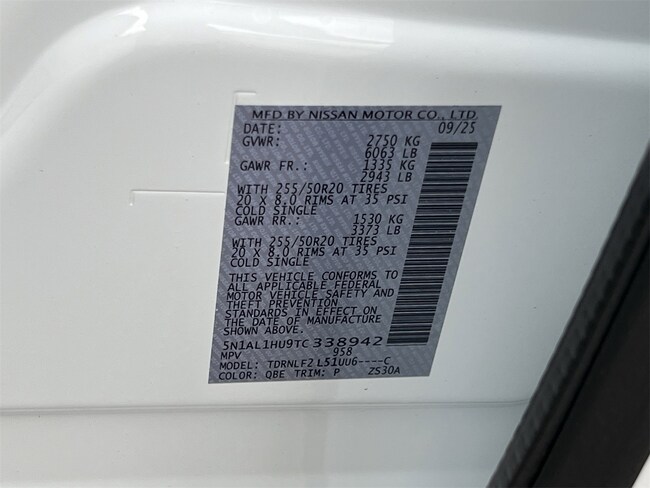 MFD BY NISSAN MOTOR CO., LTD.
DATE: 09/25
GVWR: 2750 KG
6063 LB
GAWR FR.: 1335 KG
2943 LB
WITH 255/50R20 TIRES
20 X 8.0 RIMS AT 35 PSI
COLD SINGLE
GAWR RR.: 1530 KG
3373 LB
WITH 255/50R20 TIRES
20 X 8.0 RIMS AT 35 PSI
COLD SINGLE
THIS VEHICLE CONFORMS TO
ALL APPLICABLE FEDERAL
MOTOR VEHICLE SAFETY AND
THEFT PREVENTION
STANDARDS IN EFFECT ON
THE DATE OF MANUFACTURE
SHOWN ABOVE.
5N1AL1HU9TC338942
MPV 958
MODEL: TDRNLFZ L51UU6----C
COLOR: QBE TRIM: P ZS30A